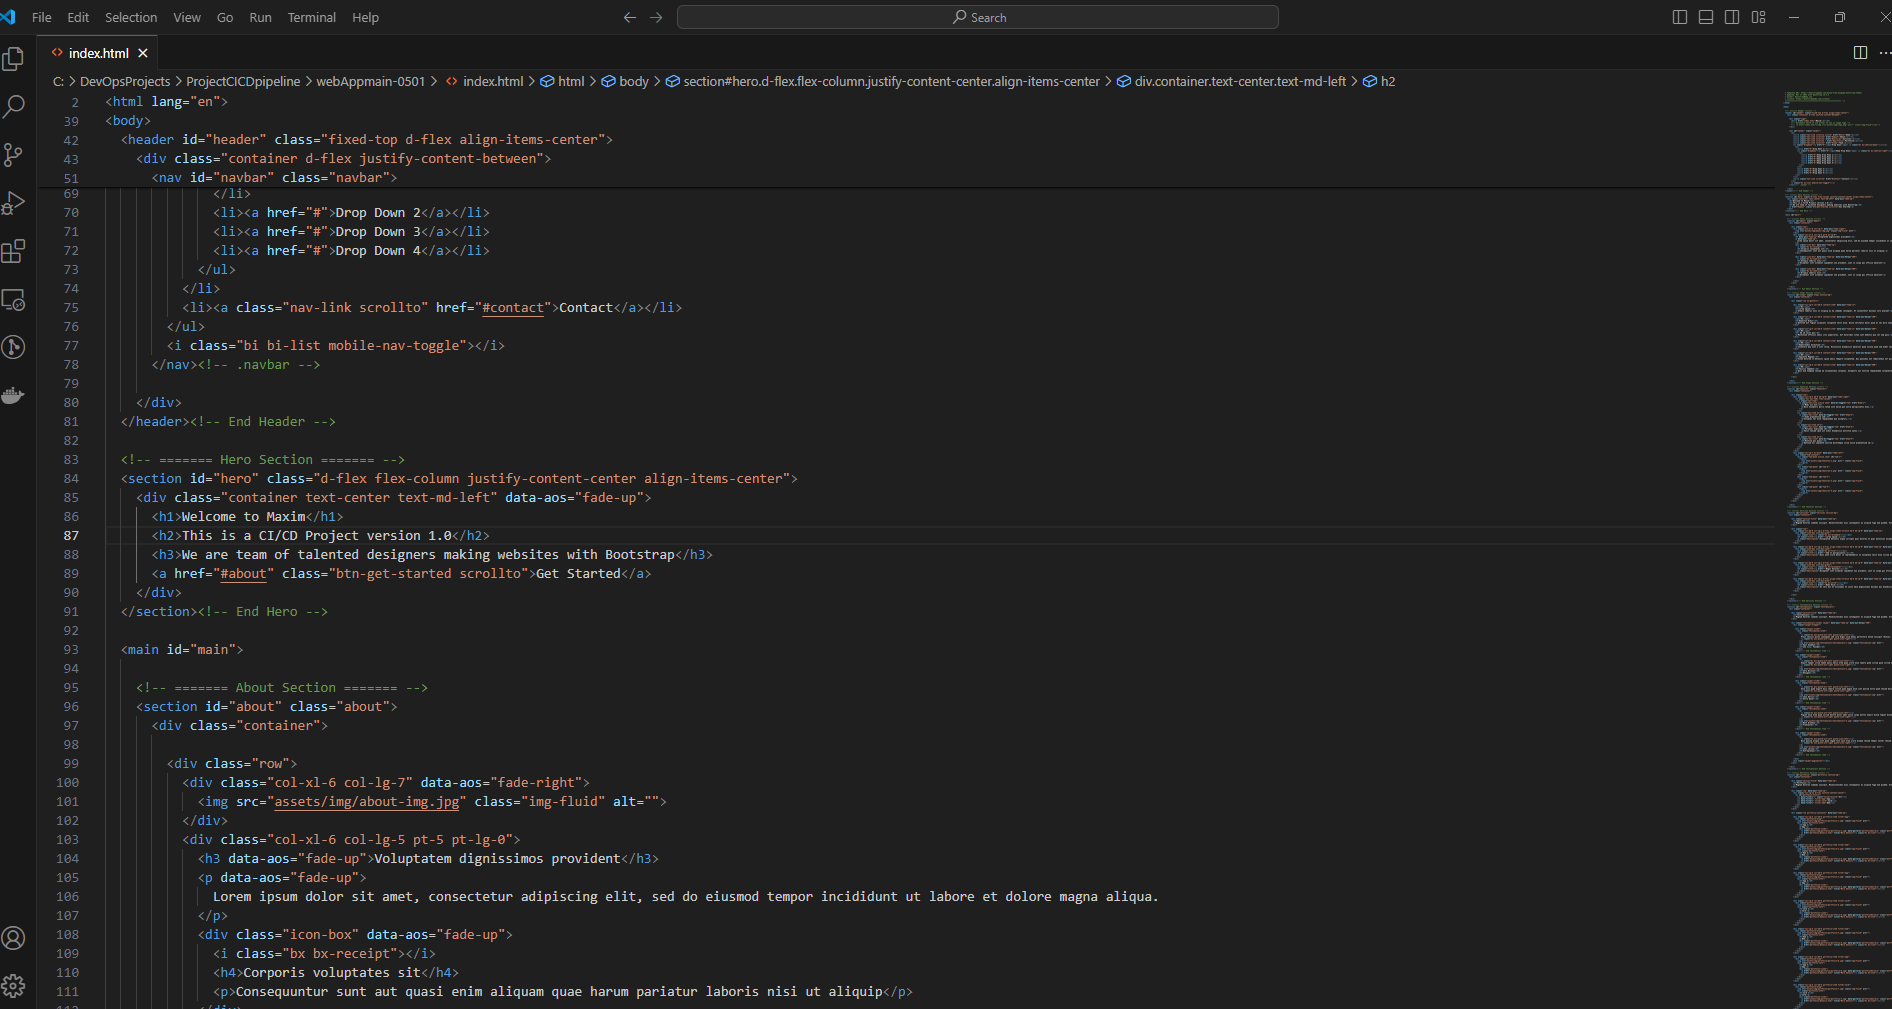 File Edit Selection View Go Run Terminal Help
Search
index.html
C: > DevOpsProjects > ProjectCICDpipeline > webAppmain-0501 > index.html > html > body > section#hero.d-flex.flex-column.justify-content-center.align-items-center > div.container.text-center.text-md-left > h2
2 <html lang="en">
39 <body>
42 <header id="header" class="fixed-top d-flex align-items-center">
43 <div class="container d-flex justify-content-between">
51 <nav id="navbar" class="navbar">
69 </li>
70 <li><a href="#">Drop Down 2</a></li>
71 <li><a href="#">Drop Down 3</a></li>
72 <li><a href="#">Drop Down 4</a></li>
73 </ul>
74 </li>
75 <li><a class="nav-link scrollto" href="#contact">Contact</a></li>
76 </ul>
77 <i class="bi bi-list mobile-nav-toggle"></i>
78 </nav><!-- .navbar -->
79
80 </div>
81 </header><!-- End Header -->
82
83 <!-- ======= Hero Section ======= -->
84 <section id="hero" class="d-flex flex-column justify-content-center align-items-center">
85 <div class="container text-center text-md-left" data-aos="fade-up">
86 <h1>Welcome to Maxim</h1>
87 <h2>This is a CI/CD Project version 1.0</h2>
88 <h3>We are team of talented designers making websites with Bootstrap</h3>
89 <a href="#about" class="btn-get-started scrollto">Get Started</a>
90 </div>
91 </section><!-- End Hero -->
92
93 <main id="main">
94
95 <!-- ======= About Section ======= -->
96 <section id="about" class="about">
97 <div class="container">
98
99 <div class="row">
100 <div class="col-xl-6 col-lg-7" data-aos="fade-right">
101 <img src="assets/img/about-img.jpg" class="img-fluid" alt="">
102 </div>
103 <div class="col-xl-6 col-lg-5 pt-5 pt-lg-0">
104 <h3 data-aos="fade-up">Voluptatem dignissimos provident</h3>
105 <p data-aos="fade-up">
106 Lorem ipsum dolor sit amet, consectetur adipiscing elit, sed do eiusmod tempor incididunt ut labore et dolore magna aliqua.
107 </p>
108 <div class="icon-box" data-aos="fade-up">
109 <i class="bx bx-receipt"></i>
110 <h4>Corporis voluptates sit</h4>
111 <p>Consequuntur sunt aut quasi enim aliquam quae harum pariatur laboris nisi ut aliquip</p>